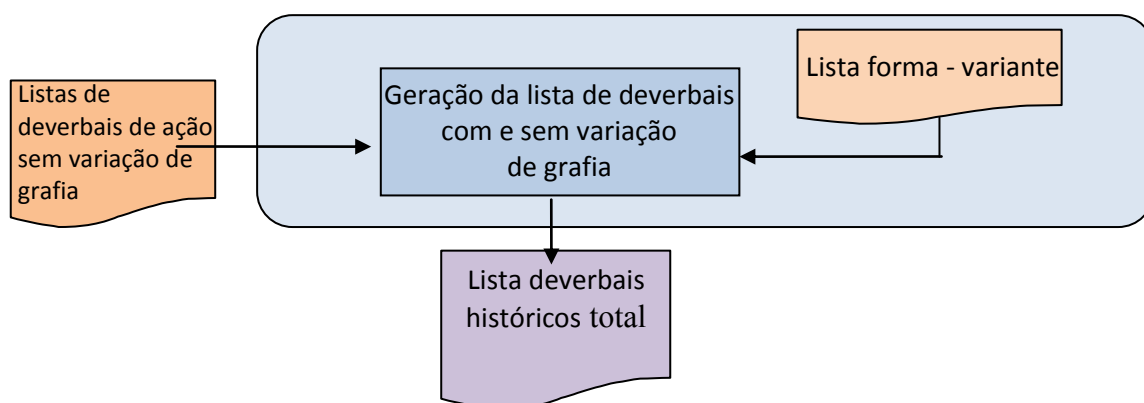 Listas de
deverbais de ação
sem variação de
grafia
Geração da lista de deverbais
com e sem variação
de grafia
Lista forma - variante
Lista deverbais
históricos total